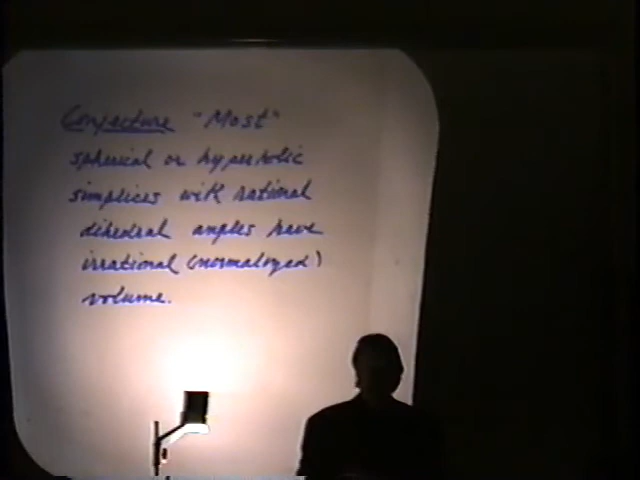 Conjecture "Most"
spherical or hyperbolic
simplices with rational
dihedral angles have
irrational (normalized)
volume.